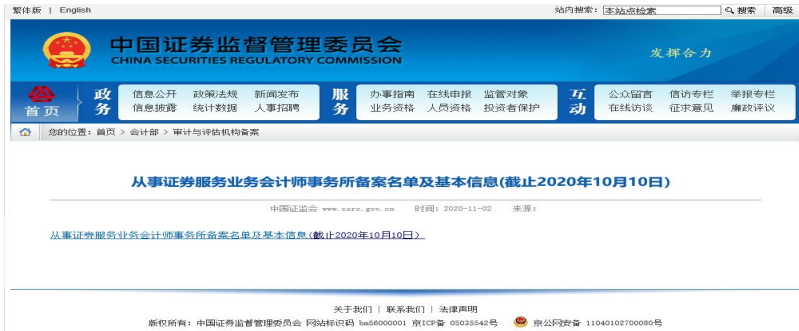 繁体版 | English 站内搜索: 本站点检索 搜索 高级
中国证券监督管理委员会
CHINA SECURITIES REGULATORY COMMISSION
发挥合力
首页 政务 信息公开 政策法规 新闻发布 服务 办事指南 在线申报 监管对象 互动 公众留言 信访专栏 举报专栏
信息披露 统计数据 人事招聘 业务资格 人员资格 投资者保护 在线访谈 征求意见 廉政评议
您的位置: 首页 > 会计部 > 审计与评估机构备案
从事证券服务业务会计师事务所备案名单及基本信息(截止2020年10月10日)
中国证监会 www.csrc.gov.cn 时间: 2020-11-02 来源:
从事证券服务业务会计师事务所备案名单及基本信息(截止2020年10月10日)
关于我们 | 联系我们 | 法律声明
版权所有: 中国证券监督管理委员会 网站标识码 bm56000001 京ICP备 05035542号 京公网安备 11040102700080号